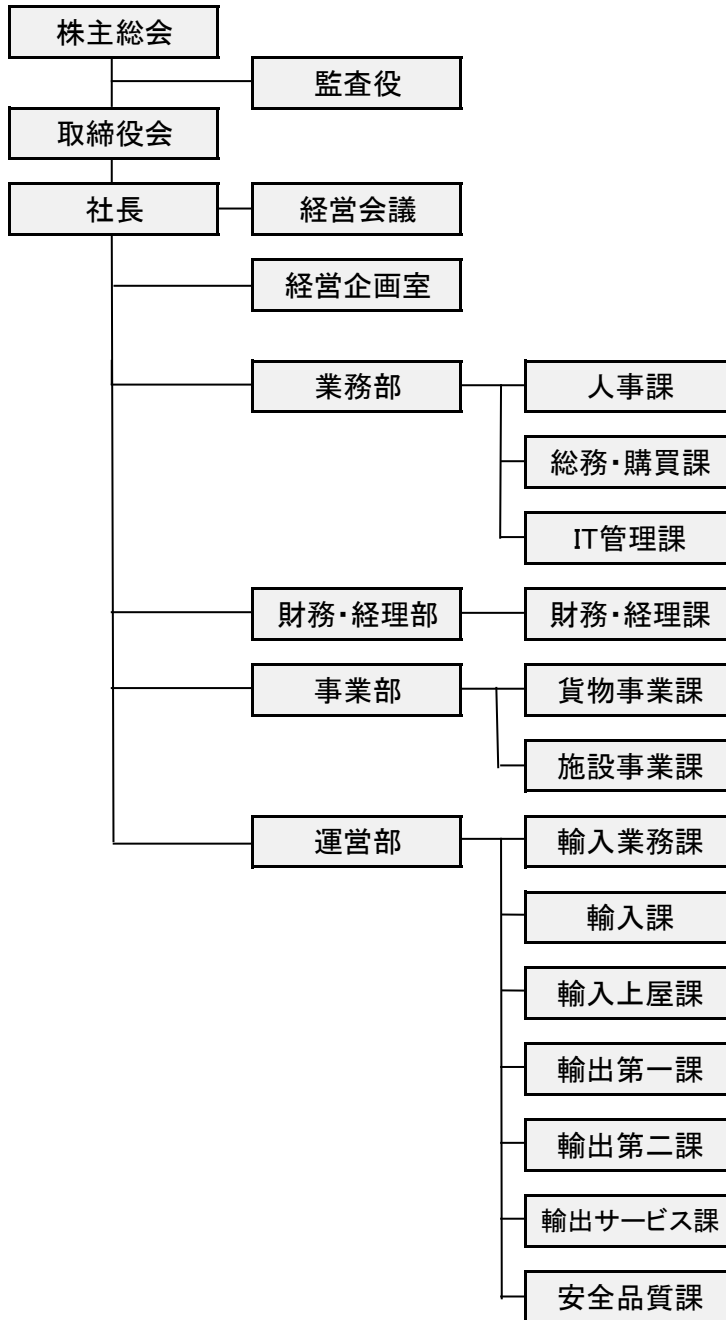 株主総会
監査役
取締役会
社長
経営会議
経営企画室
業務部
人事課
総務・購買課
IT管理課
財務・経理部
財務・経理課
事業部
貨物事業課
施設事業課
運営部
輸入業務課
輸入課
輸入上屋課
輸出第一課
輸出第二課
輸出サービス課
安全品質課